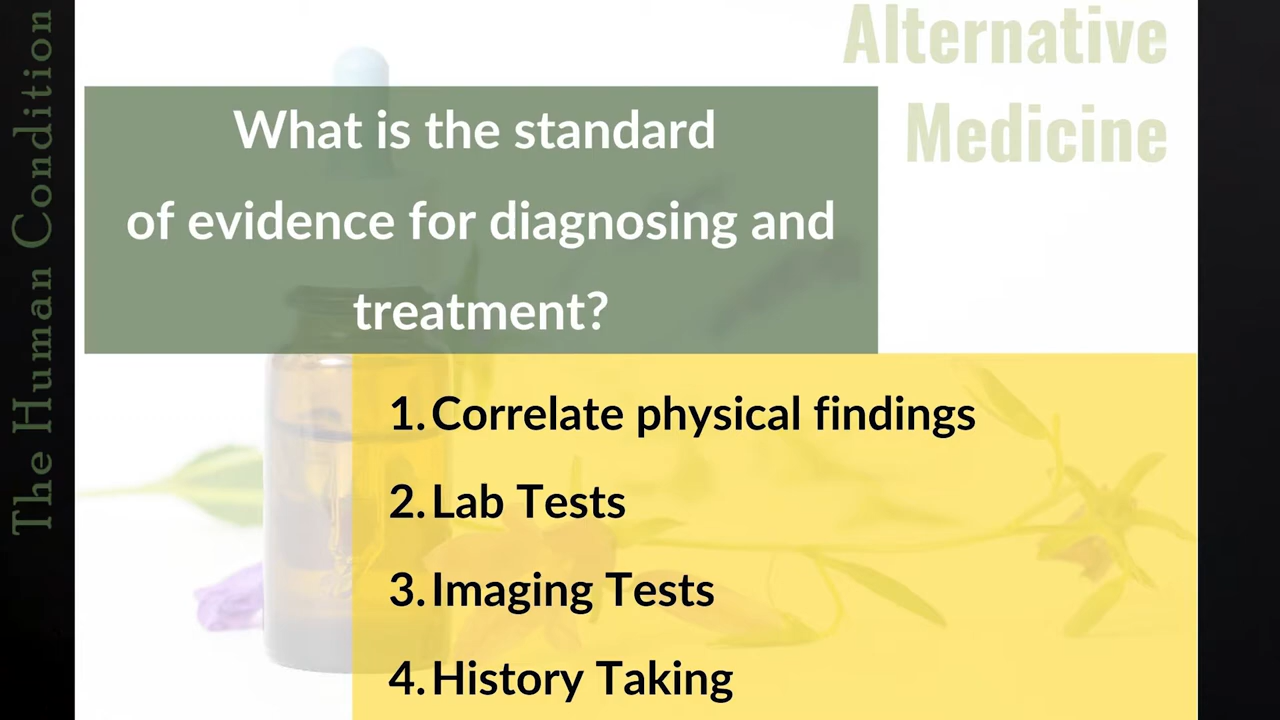 The Human Condition
Alternative
Medicine
What is the standard
of evidence for diagnosing and
treatment?
1. Correlate physical findings
2. Lab Tests
3. Imaging Tests
4. History Taking